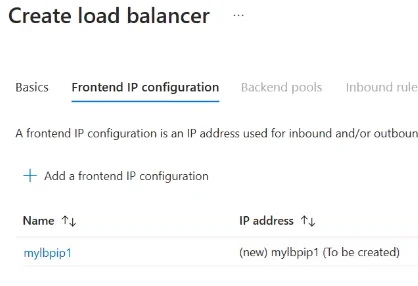 Create load balancer ...
Basics Frontend IP configuration Backend pools Inbound rule
A frontend IP configuration is an IP address used for inbound and/or outboun
+ Add a frontend IP configuration
Name ↑↓ IP address ↑↓
mylbpip1 (new) mylbpip1 (To be created)